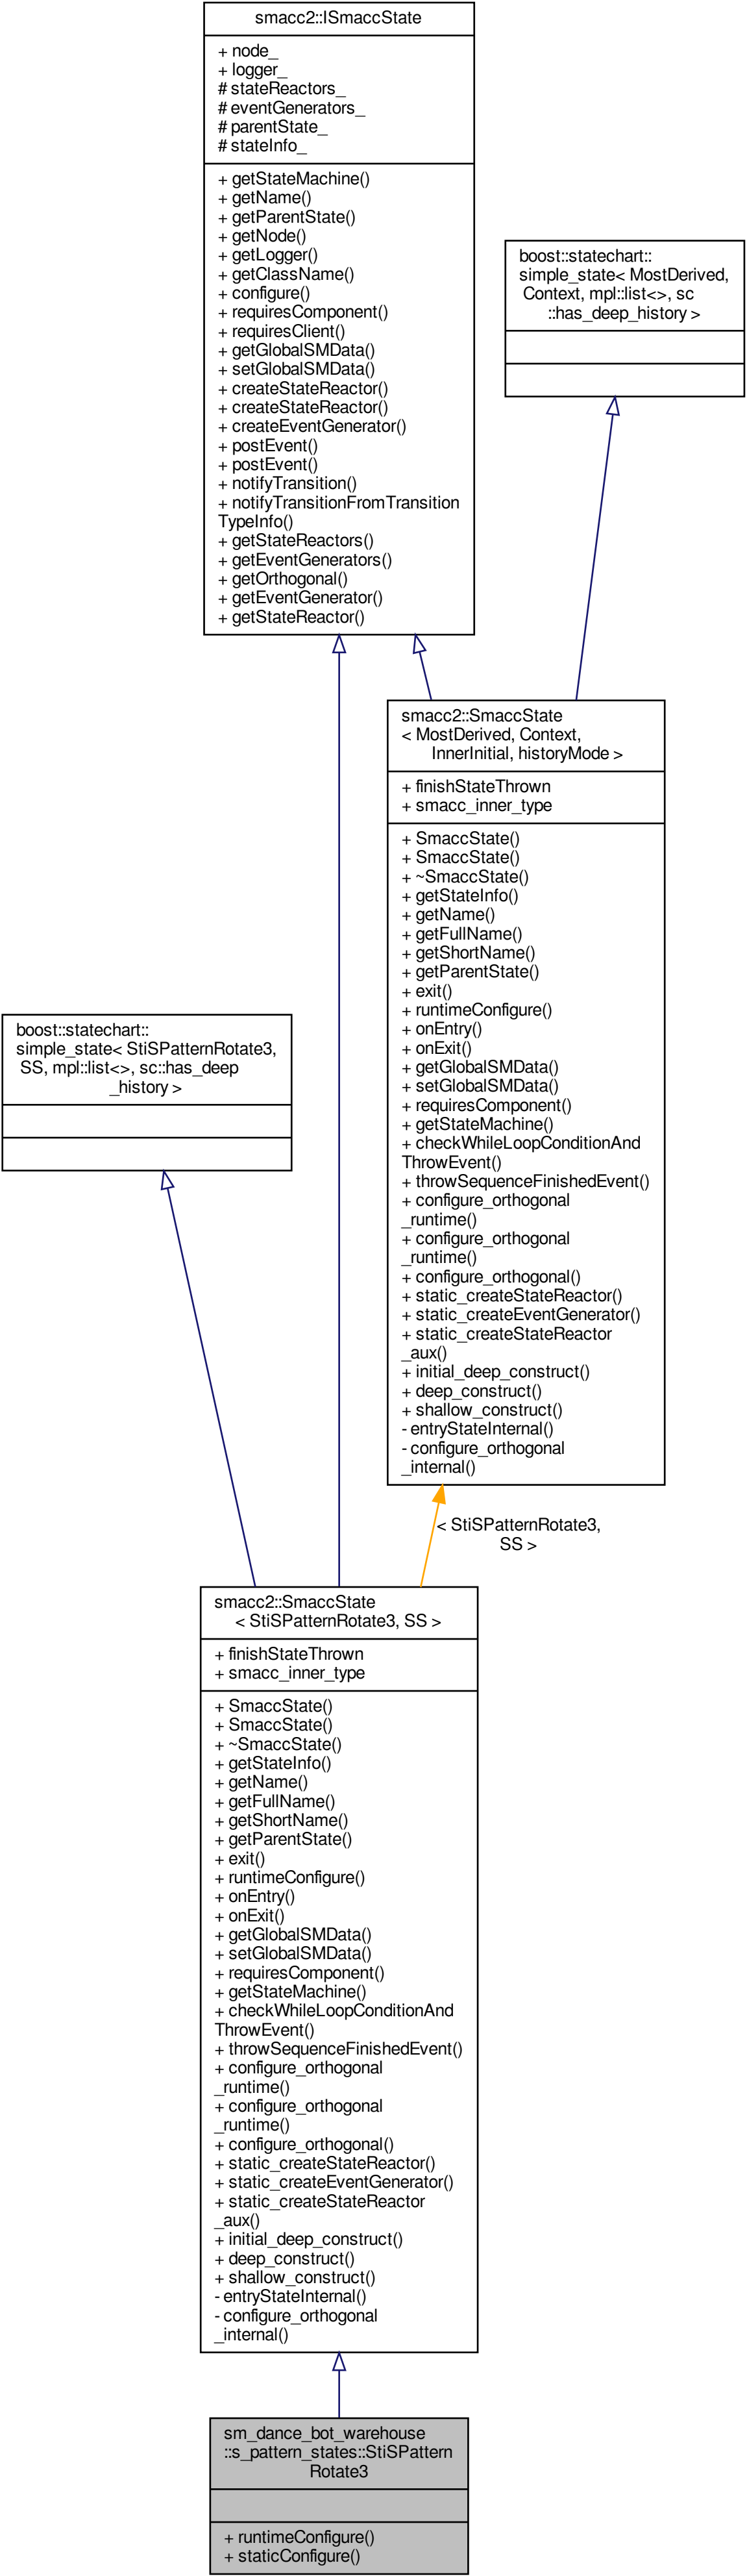 smacc2::ISmaccState
+ node_
+ logger_
# stateReactors_
# eventGenerators_
# parentState_
# stateInfo_
+ getStateMachine()
+ getName()
+ getParentState()
+ getNode()
+ getLogger()
+ getClassName()
+ configure()
+ requiresComponent()
+ requiresClient()
+ getGlobalSMData()
+ setGlobalSMData()
+ createStateReactor()
+ createStateReactor()
+ createEventGenerator()
+ postEvent()
+ postEvent()
+ notifyTransition()
+ notifyTransitionFromTransition
TypeInfo()
+ getStateReactors()
+ getEventGenerators()
+ getOrthogonal()
+ getEventGenerator()
+ getStateReactor()
boost::statechart::
simple_state< MostDerived,
Context, mpl::list<>, sc
::has_deep_history >
smacc2::SmaccState
< MostDerived, Context,
InnerInitial, historyMode >
+ finishStateThrown
+ smacc_inner_type
+ SmaccState()
+ SmaccState()
+ ~SmaccState()
+ getStateInfo()
+ getName()
+ getFullName()
+ getShortName()
+ getParentState()
+ exit()
+ runtimeConfigure()
+ onEntry()
+ onExit()
+ getGlobalSMData()
+ setGlobalSMData()
+ requiresComponent()
+ getStateMachine()
+ checkWhileLoopConditionAnd
ThrowEvent()
+ throwSequenceFinishedEvent()
+ configure_orthogonal
_runtime()
+ configure_orthogonal
_runtime()
+ configure_orthogonal()
+ static_createStateReactor()
+ static_createEventGenerator()
+ static_createStateReactor
_aux()
+ initial_deep_construct()
+ deep_construct()
+ shallow_construct()
- entryStateInternal()
- configure_orthogonal
_internal()
boost::statechart::
simple_state< StiSPatternRotate3,
SS, mpl::list<>, sc::has_deep
_history >
< StiSPatternRotate3,
SS >
smacc2::SmaccState
< StiSPatternRotate3, SS >
+ finishStateThrown
+ smacc_inner_type
+ SmaccState()
+ SmaccState()
+ ~SmaccState()
+ getStateInfo()
+ getName()
+ getFullName()
+ getShortName()
+ getParentState()
+ exit()
+ runtimeConfigure()
+ onEntry()
+ onExit()
+ getGlobalSMData()
+ setGlobalSMData()
+ requiresComponent()
+ getStateMachine()
+ checkWhileLoopConditionAnd
ThrowEvent()
+ throwSequenceFinishedEvent()
+ configure_orthogonal
_runtime()
+ configure_orthogonal
_runtime()
+ configure_orthogonal()
+ static_createStateReactor()
+ static_createEventGenerator()
+ static_createStateReactor
_aux()
+ initial_deep_construct()
+ deep_construct()
+ shallow_construct()
- entryStateInternal()
- configure_orthogonal
_internal()
sm_dance_bot_warehouse
::s_pattern_states::StiSPattern
Rotate3
+ runtimeConfigure()
+ staticConfigure()